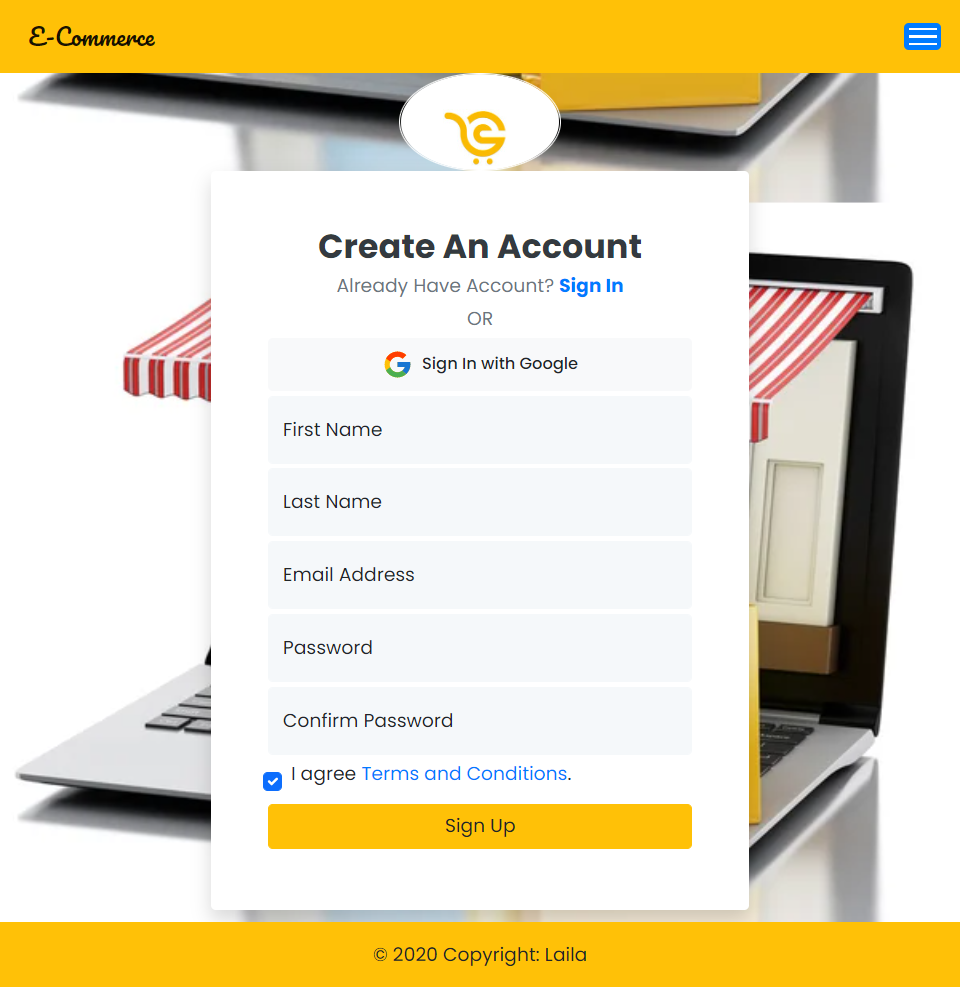 E-Commerce
Create An Account
Already Have Account? Sign In
OR
Sign In with Google
First Name
Last Name
Email Address
Password
Confirm Password
I agree Terms and Conditions.
Sign Up
© 2020 Copyright: Laila